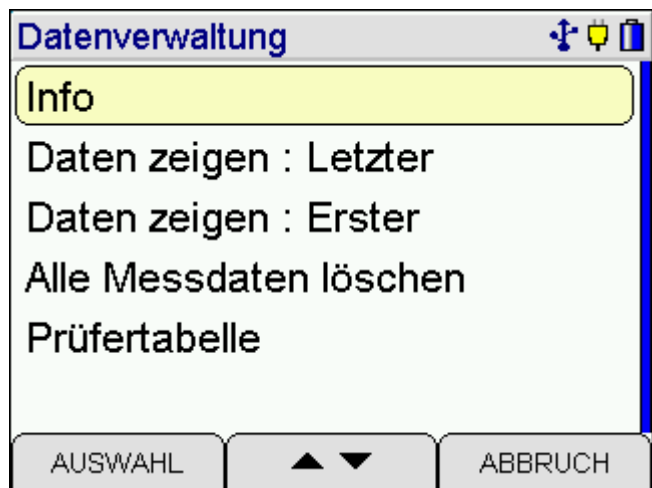 Datenverwaltung
Info
Daten zeigen : Letzter
Daten zeigen : Erster
Alle Messdaten löschen
Prüfertabelle
AUSWAHL ▲ ▼ ABBRUCH